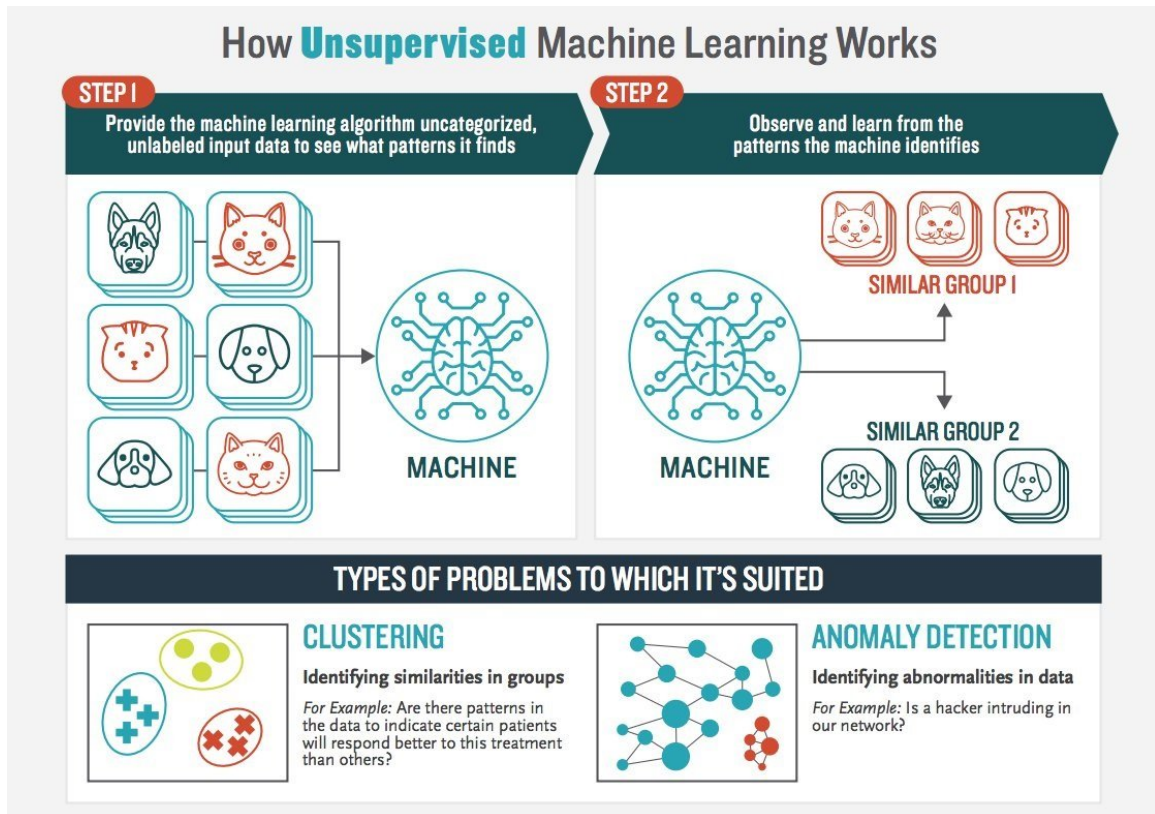 How Unsupervised Machine Learning Works
STEP 1
Provide the machine learning algorithm uncategorized,
unlabeled input data to see what patterns it finds
MACHINE
STEP 2
Observe and learn from the
patterns the machine identifies
SIMILAR GROUP 1
MACHINE
SIMILAR GROUP 2
TYPES OF PROBLEMS TO WHICH IT'S SUITED
CLUSTERING
Identifying similarities in groups
For Example: Are there patterns in
the data to indicate certain patients
will respond better to this treatment
than others?
ANOMALY DETECTION
Identifying abnormalities in data
For Example: Is a hacker intruding in
our network?